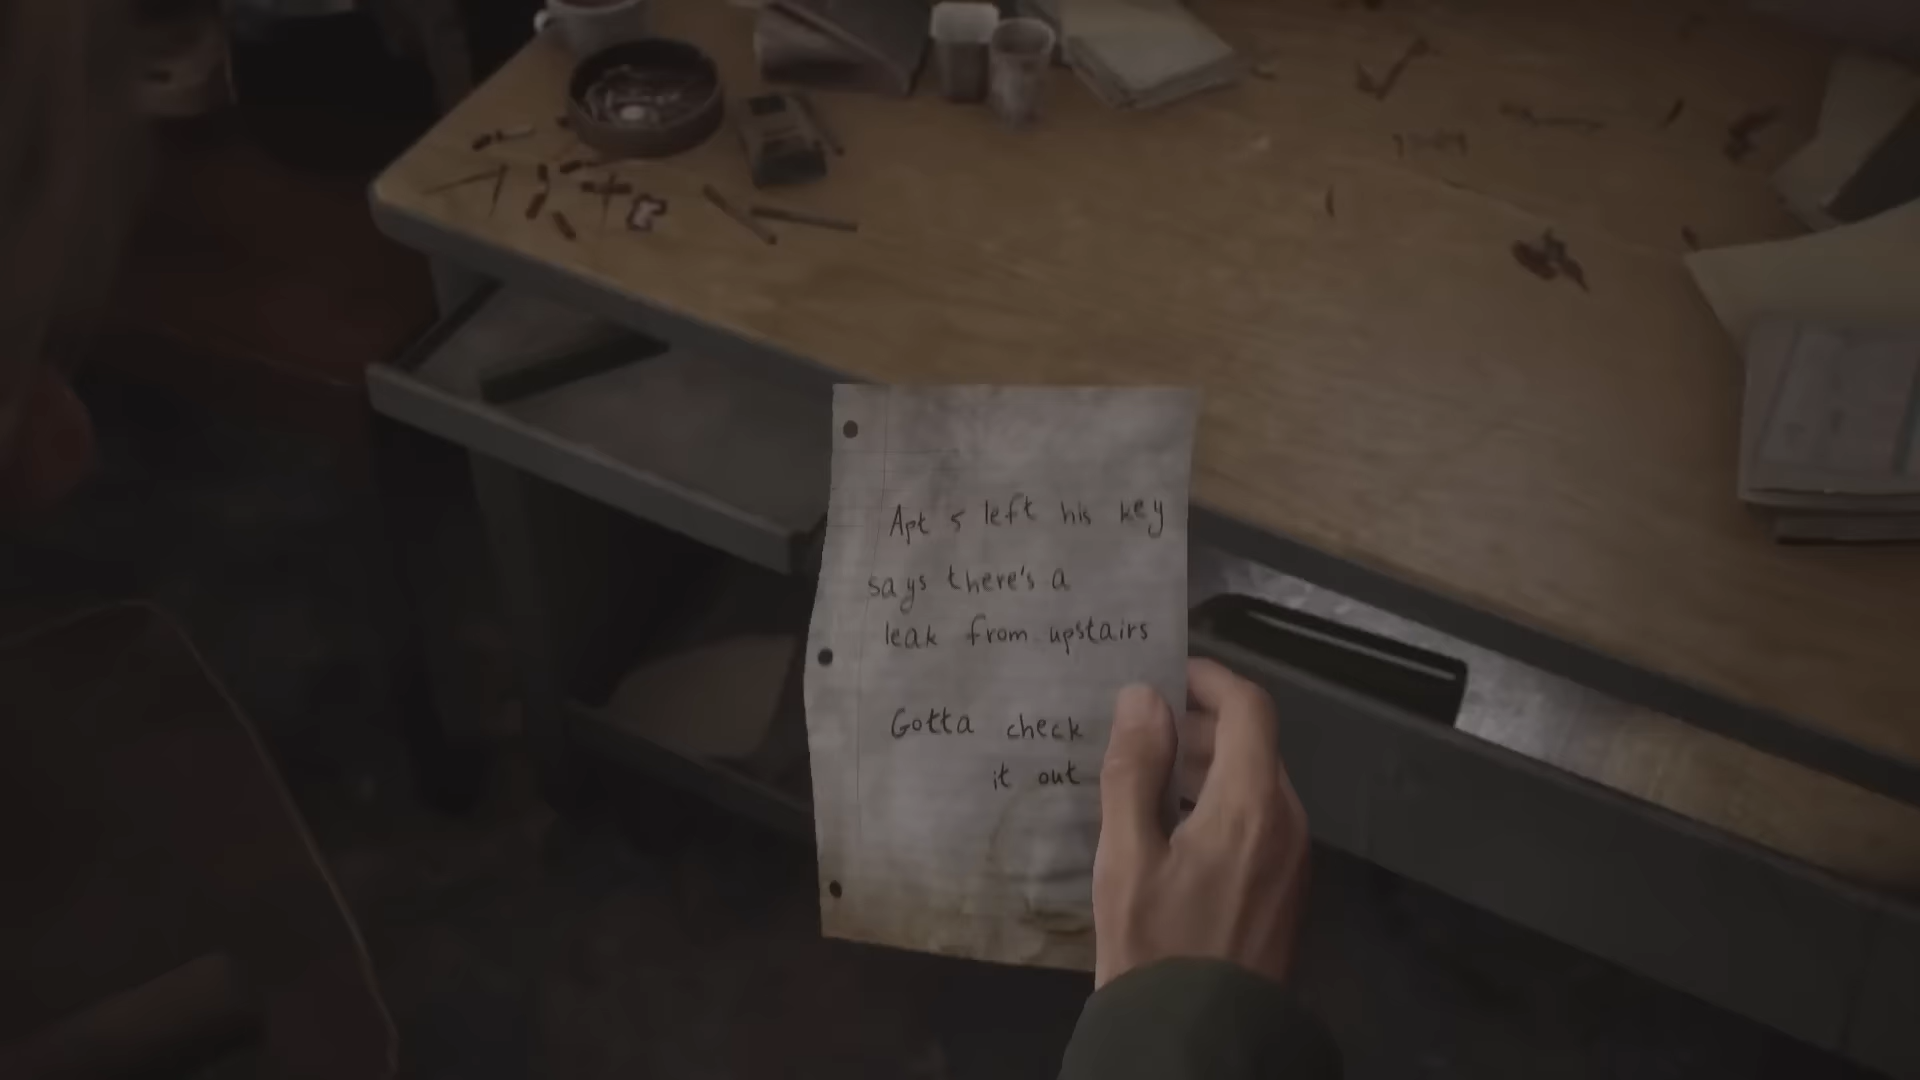 Apt 5 left his key
says there's a
leak from upstairs
Gotta check
it out